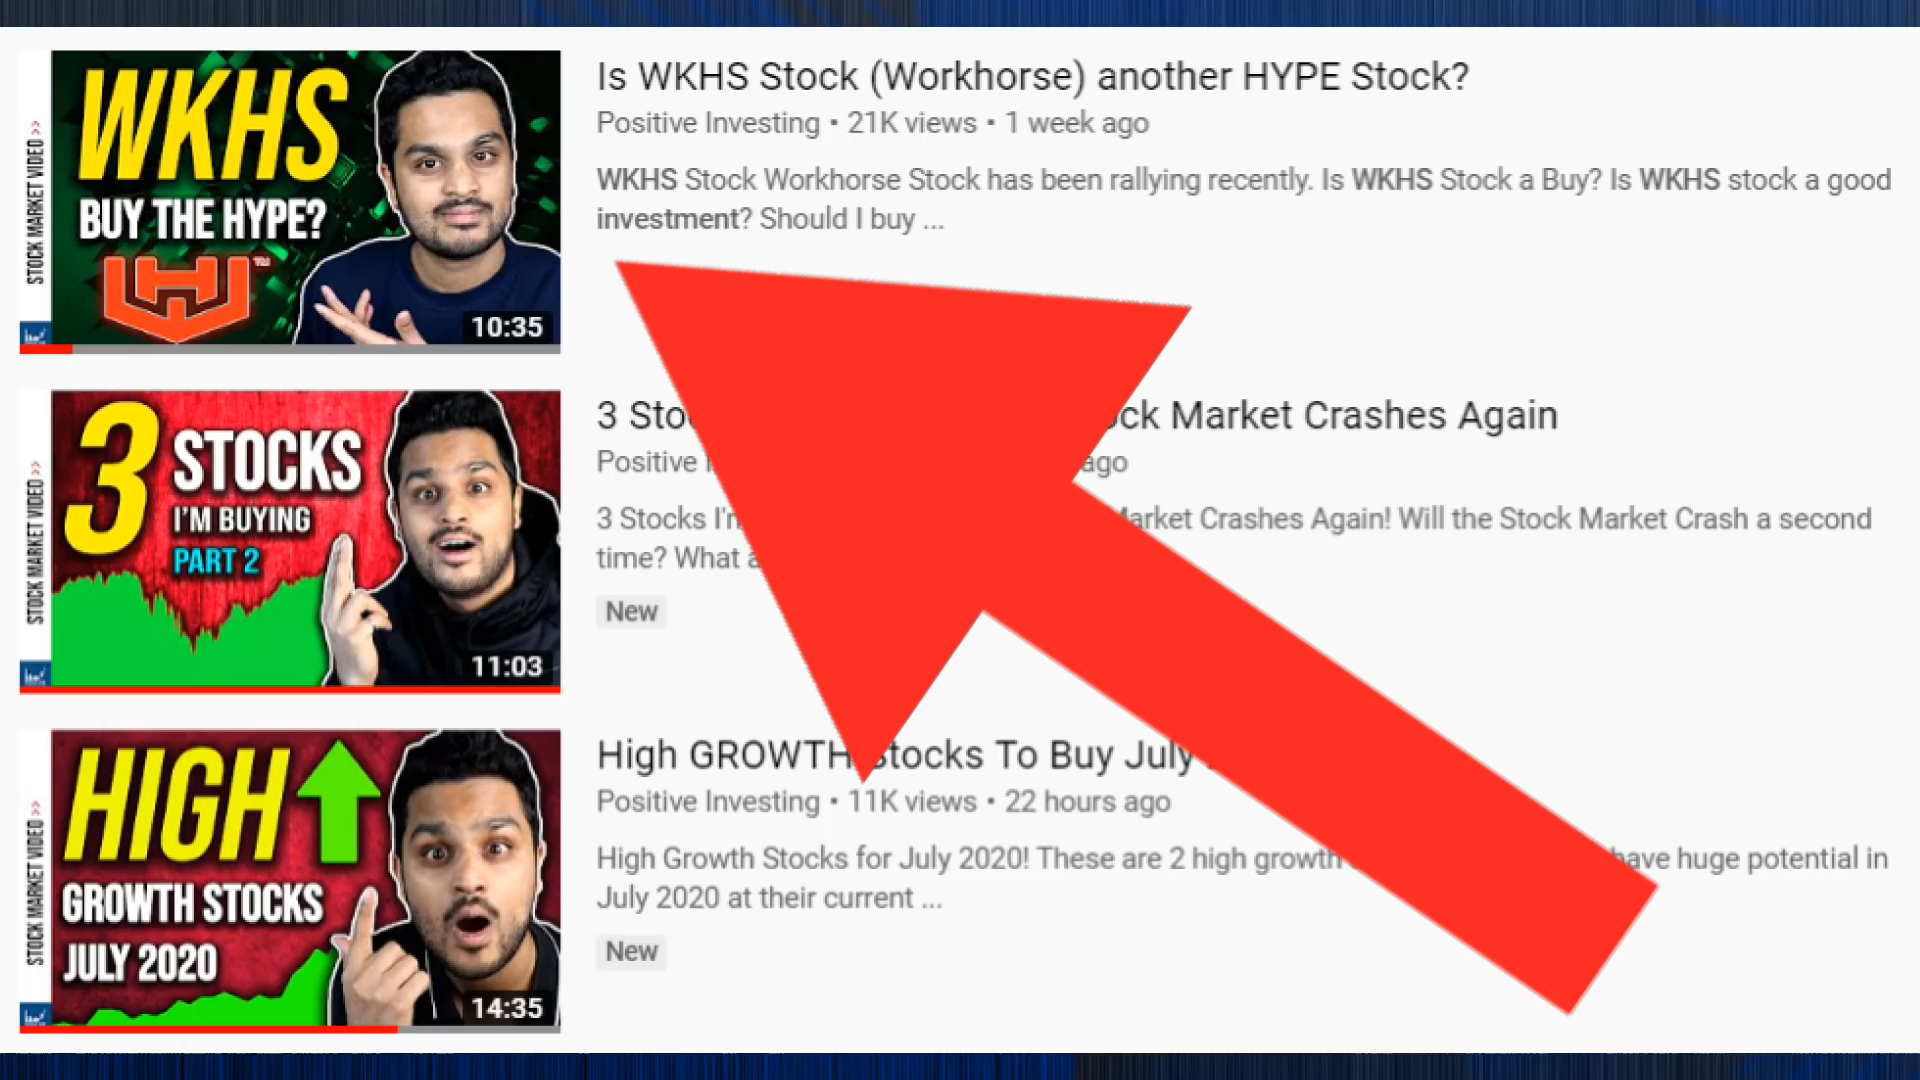 STOCK MARKET VIDEO >>
WKHS
BUY THE HYPE?
TM
10:35
Is WKHS Stock (Workhorse) another HYPE Stock?
Positive Investing • 21K views • 1 week ago
WKHS Stock Workhorse Stock has been rallying recently. Is WKHS Stock a Buy? Is WKHS stock a good
investment? Should I buy ...
STOCK MARKET VIDEO >>
3 STOCKS
I'M BUYING
PART 2
11:03
3 Market Crashes Again
Positive ago
3 Stocks Crashes Again! Will the Stock Market Crash a second
time? What
New
STOCK MARKET VIDEO >>
HIGH
GROWTH STOCKS
JULY 2020
14:35
High GROWTH Stocks To Buy July
Positive Investing • 11K views • 22 hours ago
High Growth Stocks for July 2020! These are 2 high growth have huge potential in
July 2020 at their current ...
New